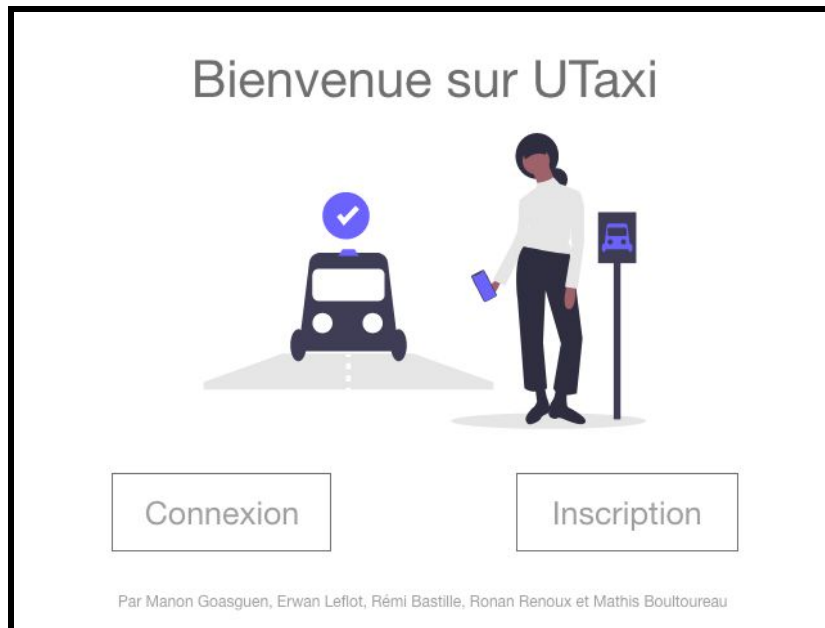 Bienvenue sur UTaxi
Connexion
Inscription
Par Manon Goasguen, Erwan Leflot, Rémi Bastille, Ronan Renoux et Mathis Boultoureau